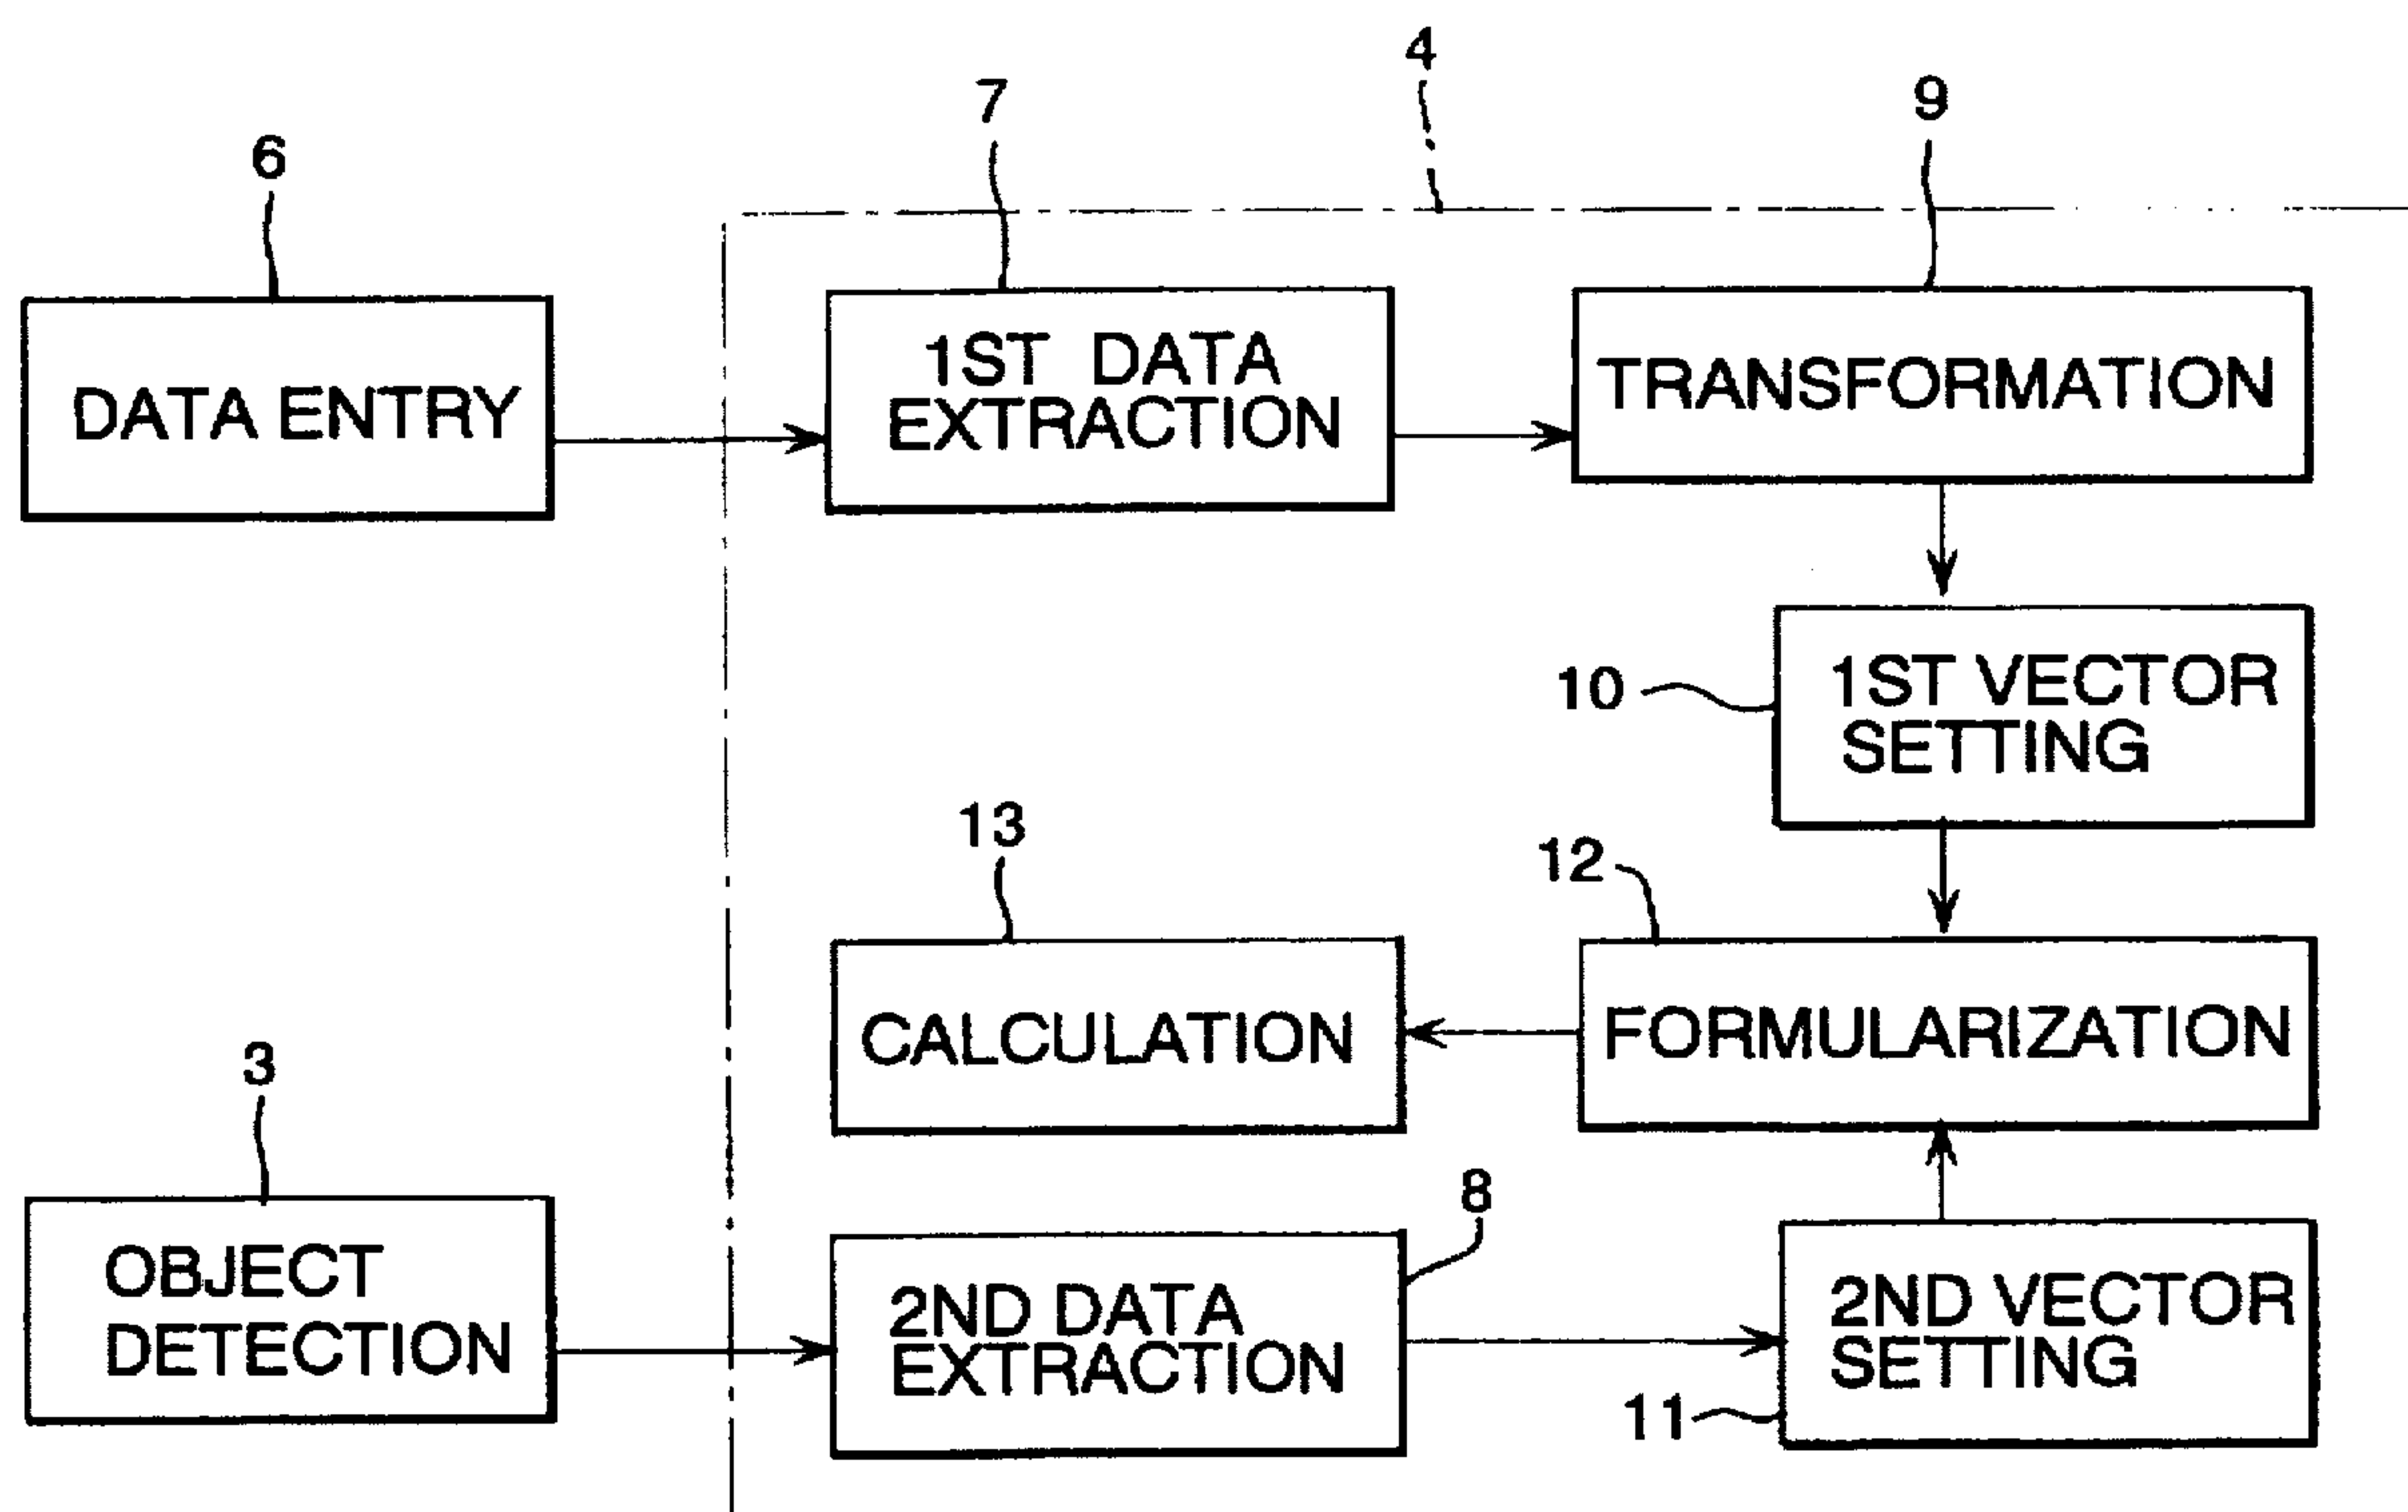 4
7
9
6
DATA ENTRY
1ST DATA
EXTRACTION
TRANSFORMATION
10
1ST VECTOR
SETTING
13
12
CALCULATION
FORMULARIZATION
3
8
OBJECT
DETECTION
2ND DATA
EXTRACTION
2ND VECTOR
SETTING
11